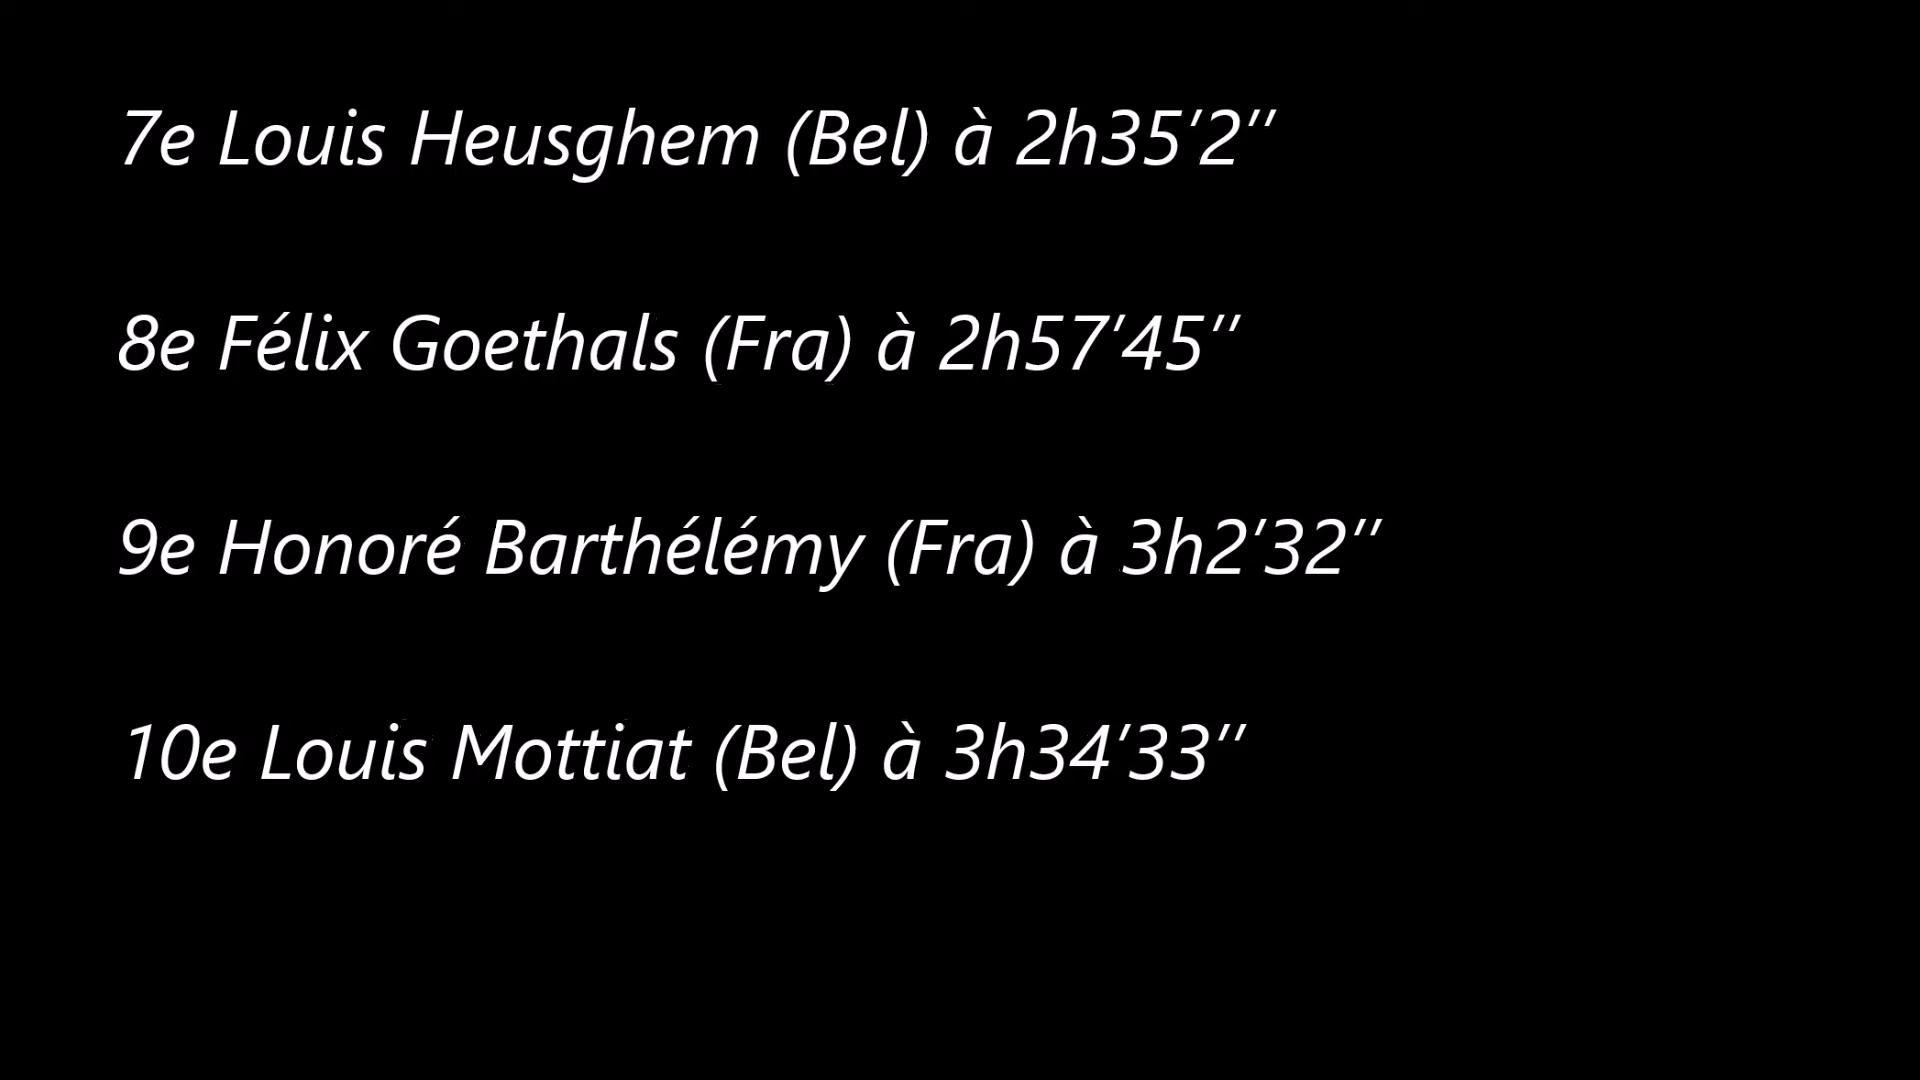 7e Louis Heusghem (Bel) à 2h35’2’’
8e Félix Goethals (Fra) à 2h57’45’’
9e Honoré Barthélémy (Fra) à 3h2’32’’
10e Louis Mottiat (Bel) à 3h34’33’’